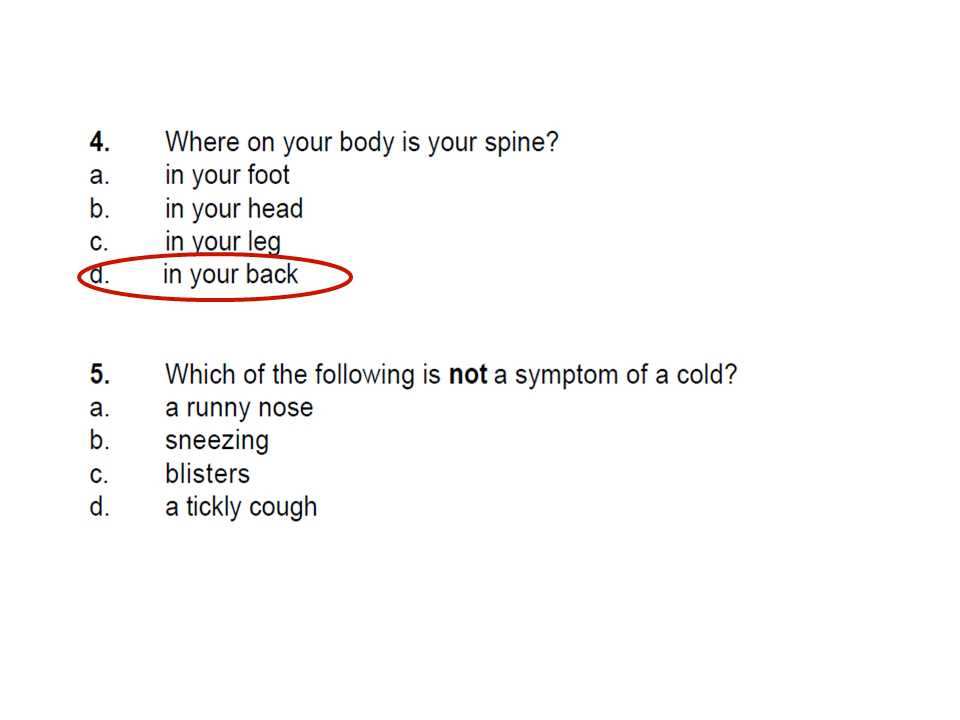 4. Where on your body is your spine?
a. in your foot
b. in your head
c. in your leg
d. in your back
5. Which of the following is not a symptom of a cold?
a. a runny nose
b. sneezing
c. blisters
d. a tickly cough